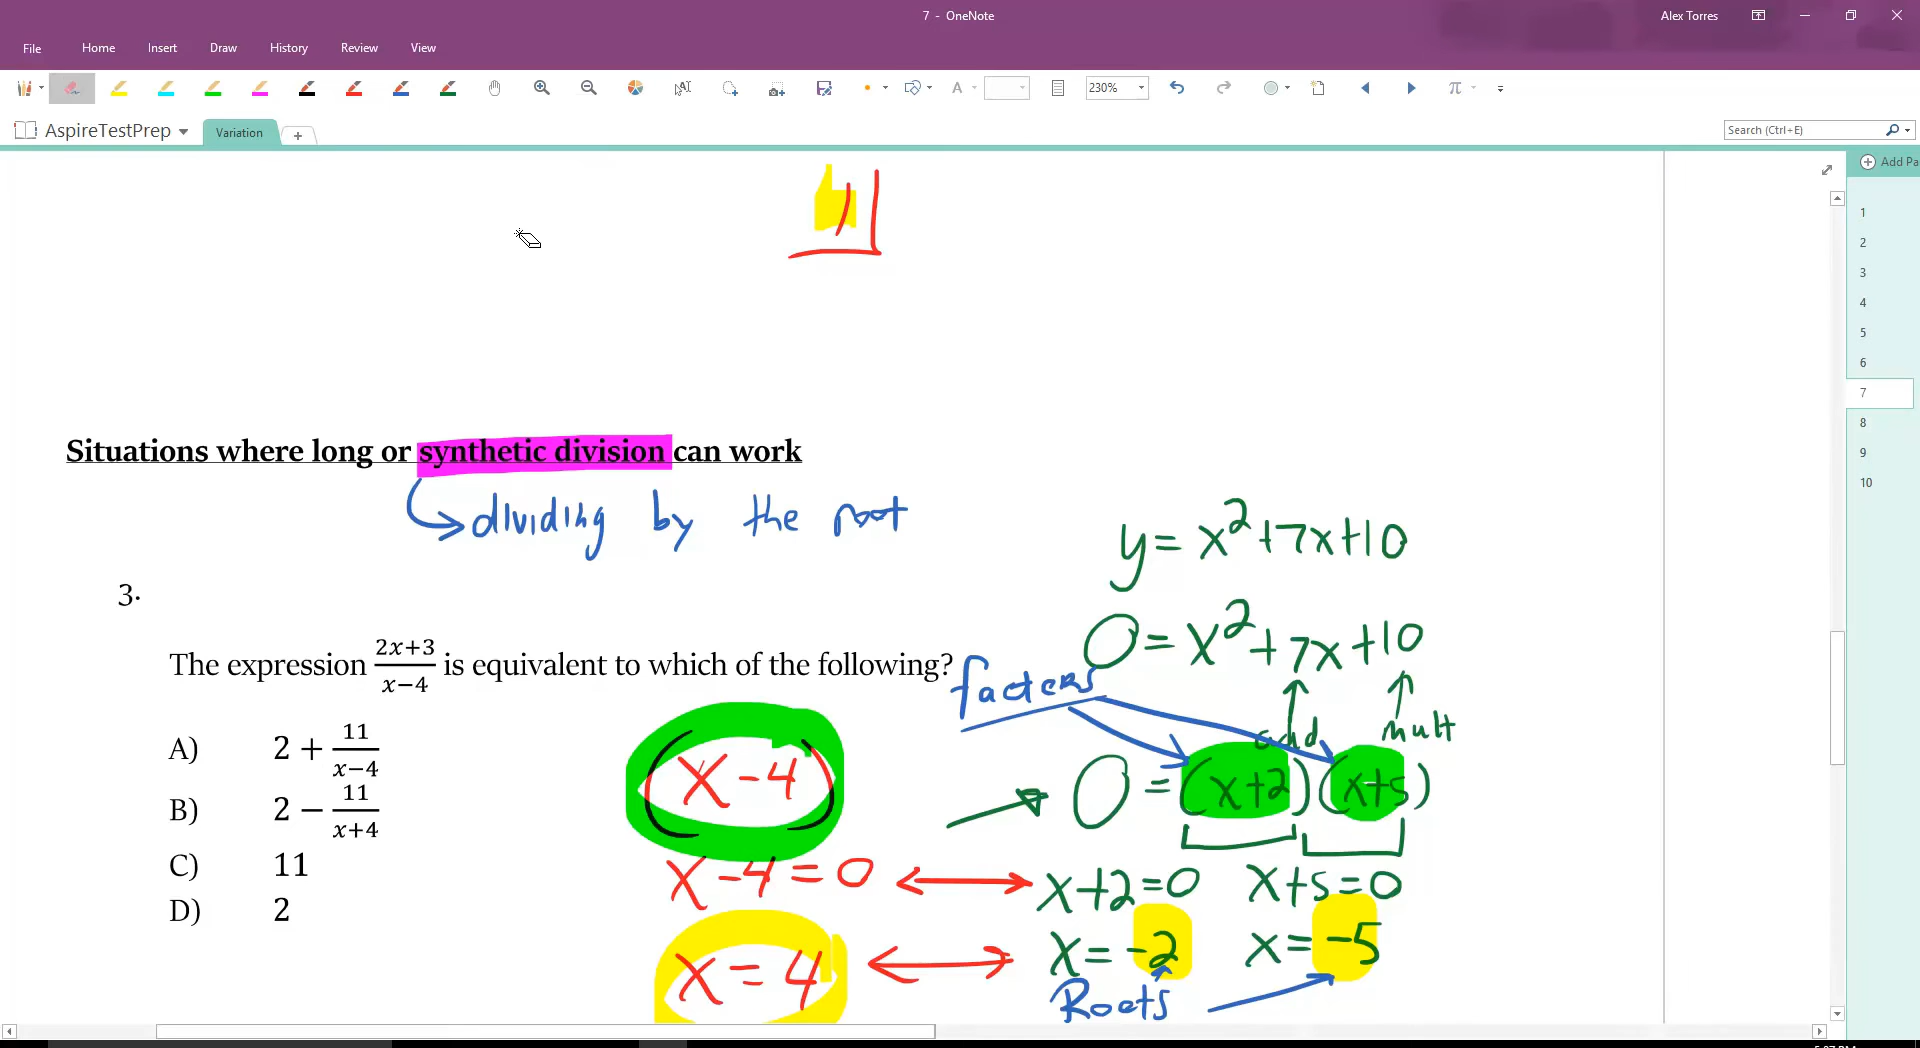 7 - OneNote
Alex Torres
File Home Insert Draw History Review View
230%
AspireTestPrep Variation
Search (Ctrl+E)
Add Pa
1
2
3
4
5
6
7
8
9
10
Situations where long or synthetic division can work
dividing by the root
y = x²+7x+10
3.
0 = x²+7x+10
The expression (2x+3)/(x−4) is equivalent to which of the following?
factors
add mult
A) 2 + 11/(x−4)
(x-4)
0 = (x+2)(x+5)
B) 2 − 11/(x+4)
C) 11
x-4=0
x+2=0 x+5=0
D) 2
x=4
x=-2 x=-5
Roots